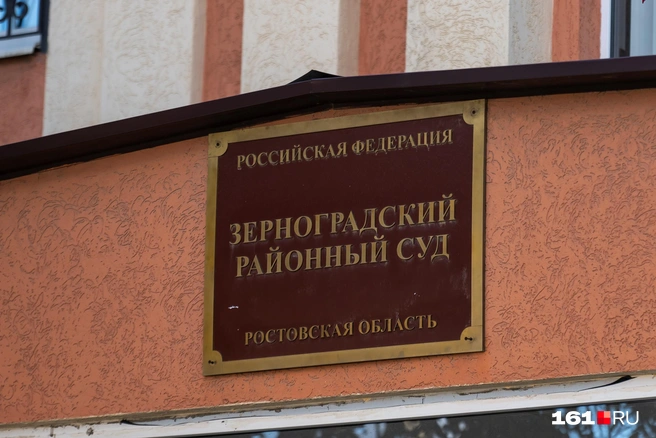 РОССИЙСКАЯ ФЕДЕРАЦИЯ
ЗЕРНОГРАДСКИЙ
РАЙОННЫЙ СУД
РОСТОВСКАЯ ОБЛАСТЬ
161.RU